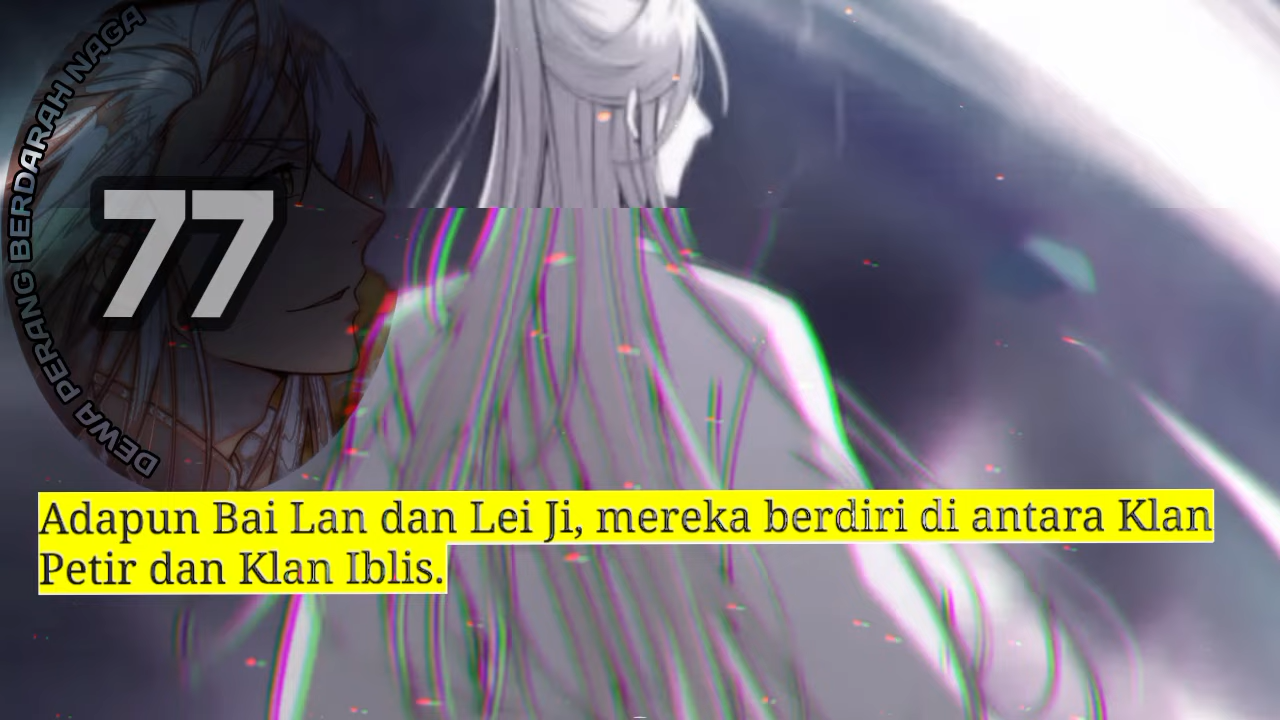 DEWA PERANG BERDARAH NAGA
77
Adapun Bai Lan dan Lei Ji, mereka berdiri di antara Klan
Petir dan Klan Iblis.